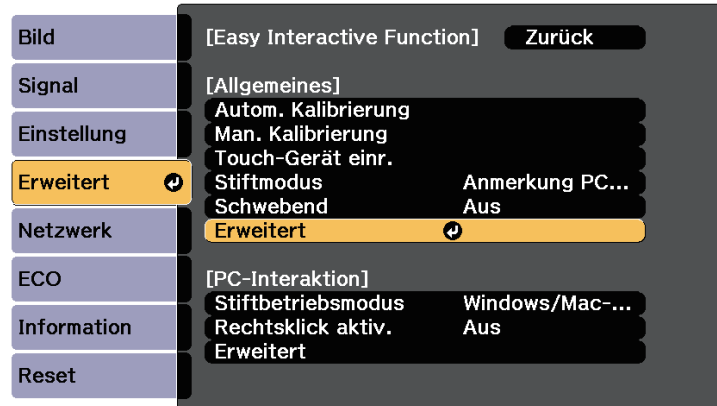 Bild
Signal
Einstellung
Erweitert
Netzwerk
ECO
Information
Reset
[Easy Interactive Function] Zurück
[Allgemeines]
Autom. Kalibrierung
Man. Kalibrierung
Touch-Gerät einr.
Stiftmodus Anmerkung PC...
Schwebend Aus
Erweitert
[PC-Interaktion]
Stiftbetriebsmodus Windows/Mac-...
Rechtsklick aktiv. Aus
Erweitert